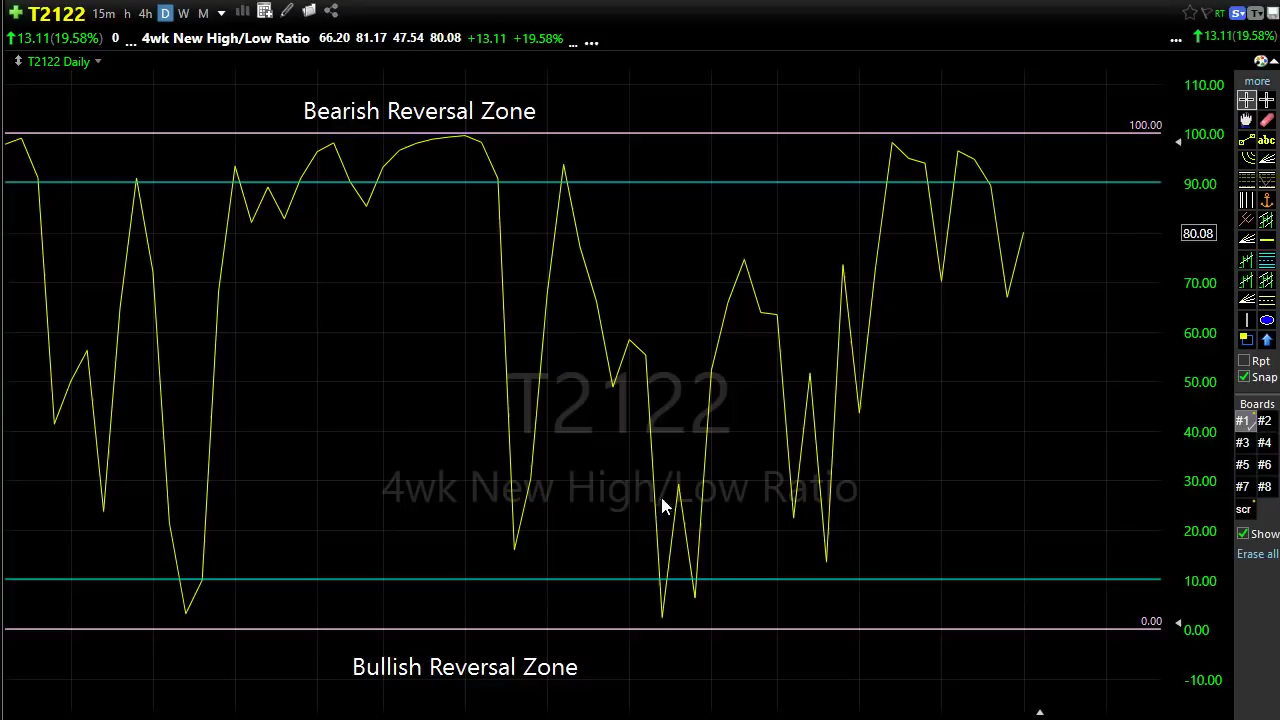 T2122 15m h 4h D W M RT S T
13.11(19.58%) 0 ... 4wk New High/Low Ratio 66.20 81.17 47.54 80.08 +13.11 +19.58% ... ... ... 13.11(19.58%)
T2122 Daily
more
110.00
Bearish Reversal Zone
100.00
100.00
abc
90.00
80.08
70.00
60.00
Rpt
Snap
50.00
T2122
Boards
#1 #2
40.00
#3 #4
#5 #6
4wk New High/Low Ratio
30.00
#7 #8
scr
20.00
Show
Erase all
10.00
0.00
0.00
Bullish Reversal Zone
-10.00